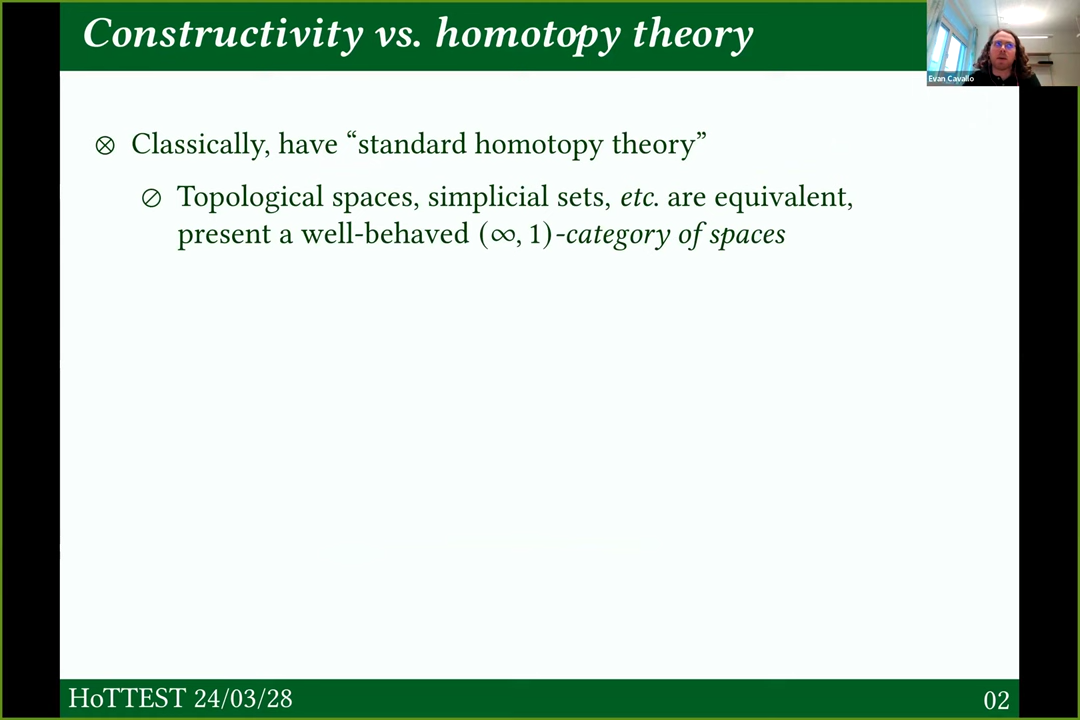 Constructivity vs. homotopy theory
Evan Cavallo
⊗ Classically, have “standard homotopy theory”
⊘ Topological spaces, simplicial sets, etc. are equivalent,
present a well-behaved (∞, 1)-category of spaces
HoTTEST 24/03/28
02